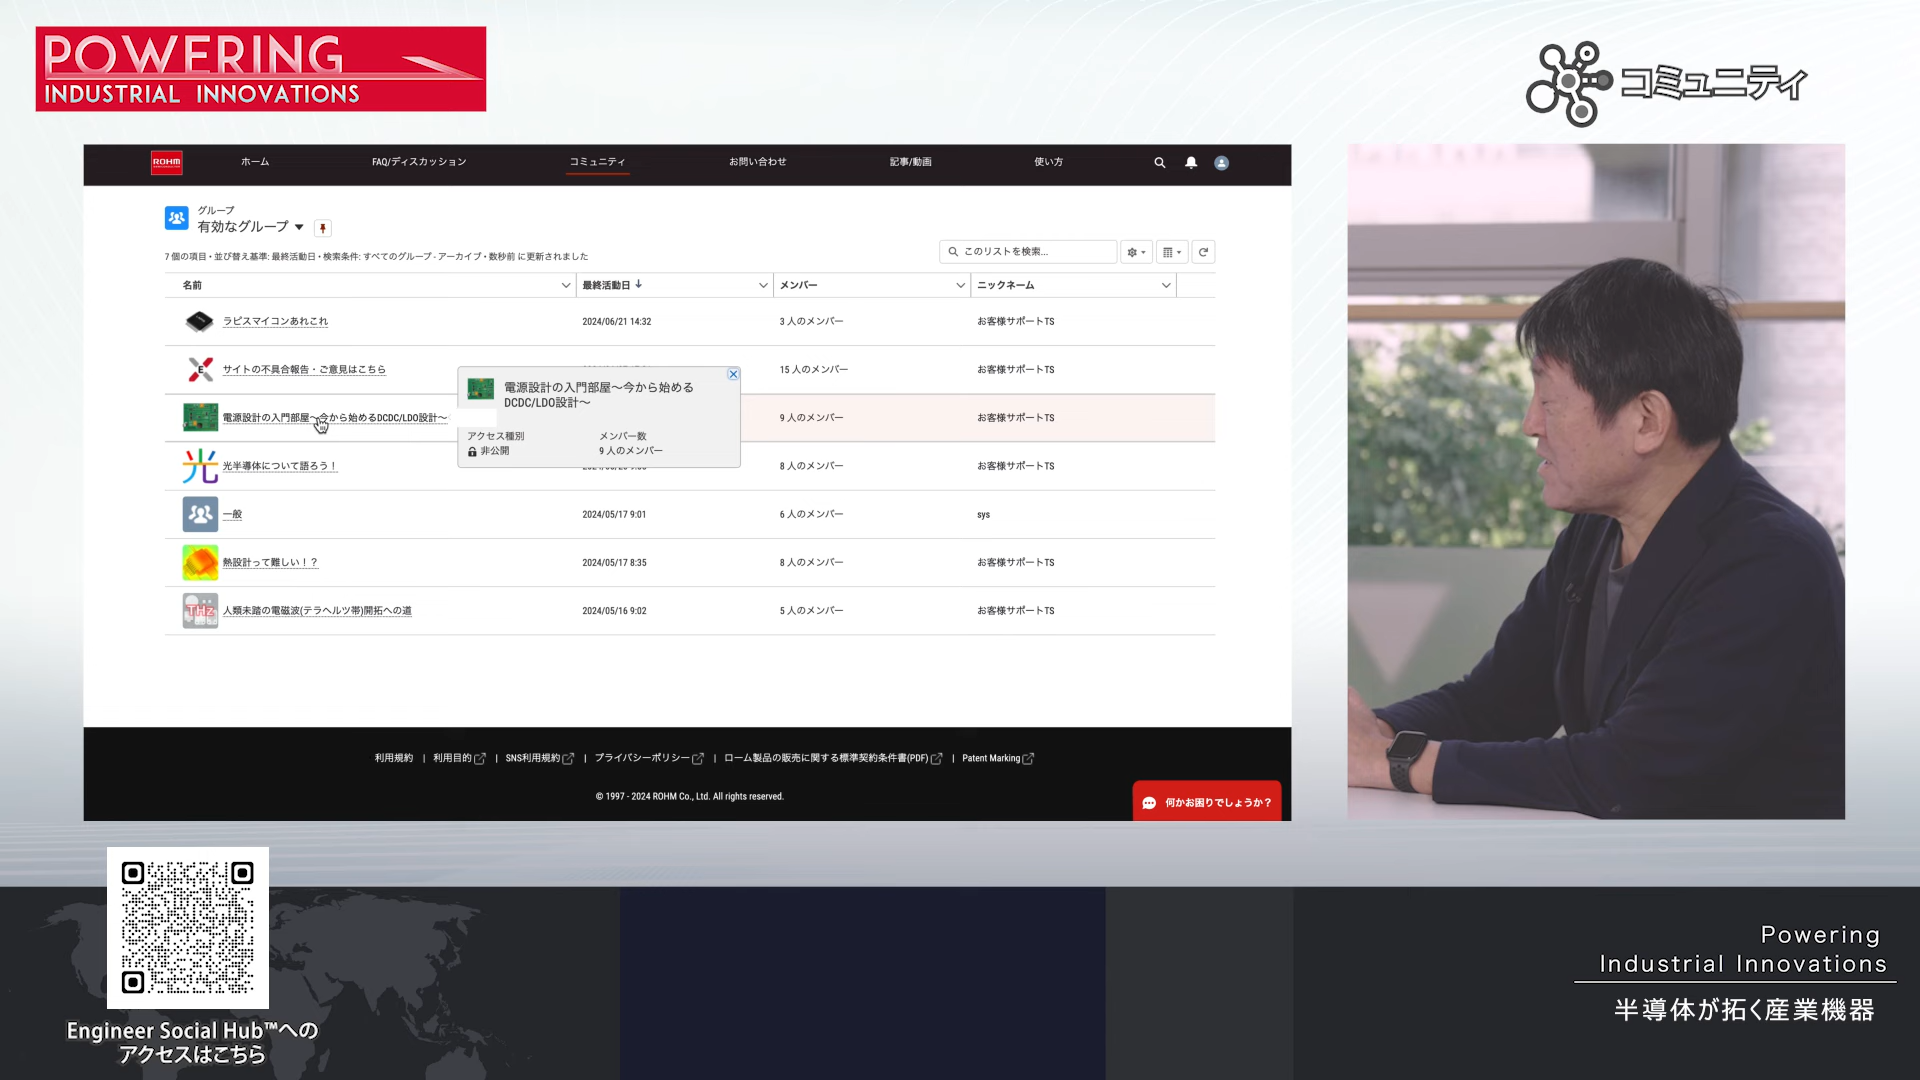 POWERING
INDUSTRIAL INNOVATIONS
コミュニティ
ROHM
ホーム
FAQ/ディスカッション
コミュニティ
お問い合わせ
記事/動画
使い方
グループ
有効なグループ
7 個の項目・並び替え基準: 最終活動日・検索条件: すべてのグループ - アーカイブ・数秒前 に更新されました
このリストを検索...
名前
最終活動日
メンバー
ニックネーム
ラピスマイコンあれこれ
2024/06/21 14:32
3 人のメンバー
お客様サポートTS
サイトの不具合報告・ご意見はこちら
15 人のメンバー
お客様サポートTS
電源設計の入門部屋～今から始めるDCDC/LDO設計～
9 人のメンバー
お客様サポートTS
電源設計の入門部屋～今から始める
DCDC/LDO設計～
アクセス種別
メンバー数
非公開
9 人のメンバー
光
光半導体について語ろう！
8 人のメンバー
お客様サポートTS
一般
2024/05/17 9:01
6 人のメンバー
sys
熱設計って難しい！？
2024/05/17 8:35
8 人のメンバー
お客様サポートTS
THz
人類未踏の電磁波(テラヘルツ帯)開拓への道
2024/05/16 9:02
5 人のメンバー
お客様サポートTS
利用規約 | 利用目的 | SNS利用規約 | プライバシーポリシー | ローム製品の販売に関する標準契約条件書(PDF) | Patent Marking
© 1997 - 2024 ROHM Co., Ltd. All rights reserved.
何かお困りでしょうか？
Engineer Social Hub™への
アクセスはこちら
Powering
Industrial Innovations
半導体が拓く産業機器